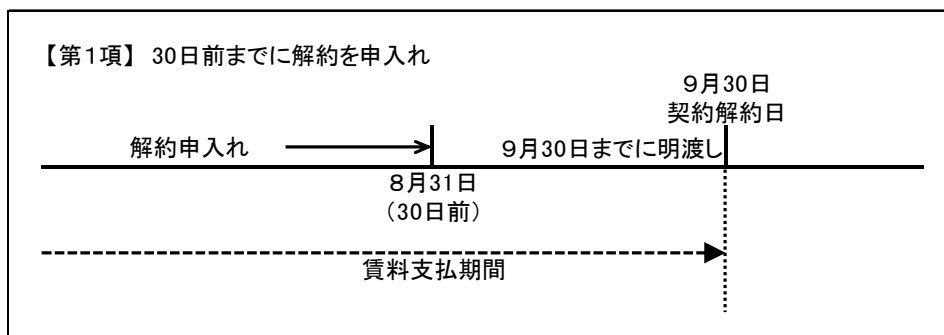 【第１項】 30日前までに解約を申入れ
９月30日
契約解約日
解約申入れ
９月30日までに明渡し
８月31日
（30日前）
賃料支払期間